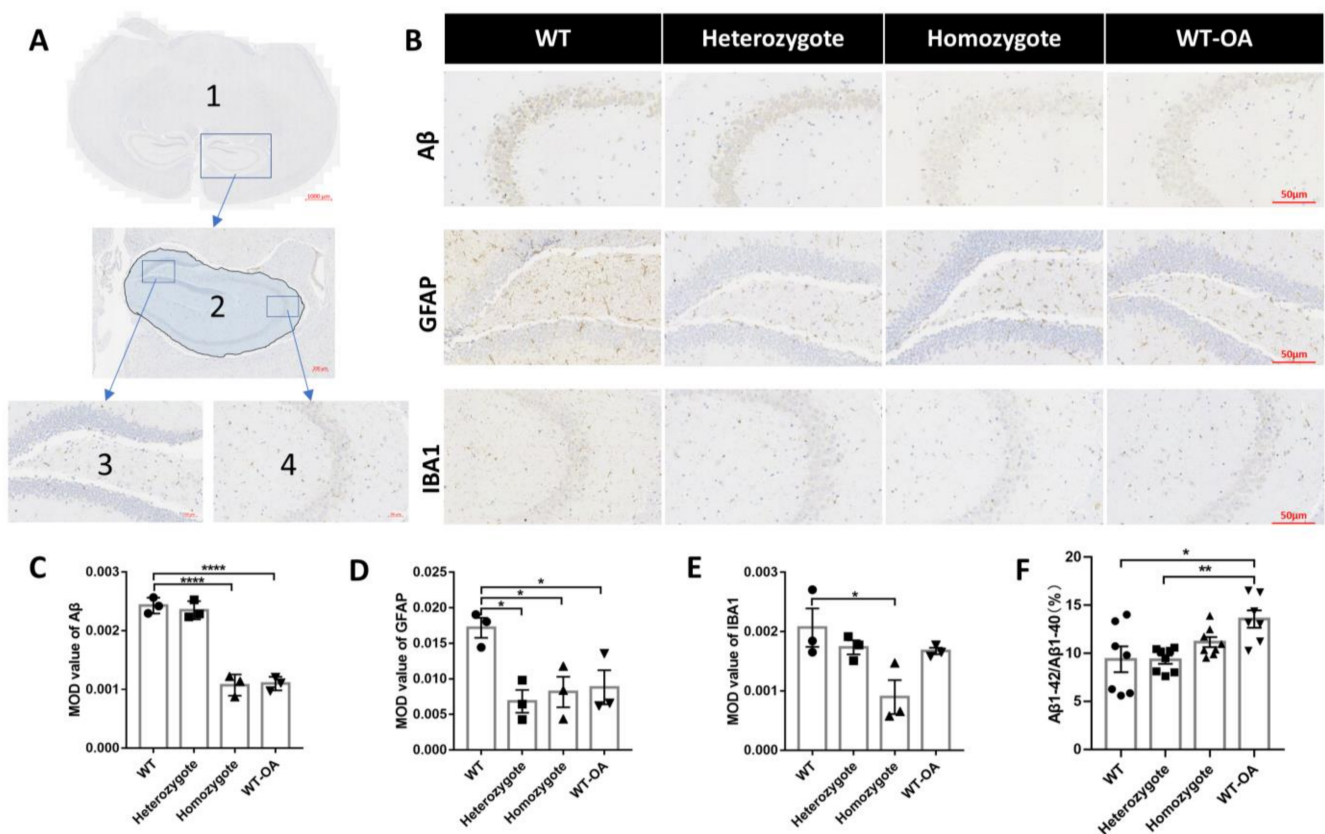 A
B
WT
Heterozygote
Homozygote
WT-OA
1
1000 μm
2
3
4
Aβ
50μm
GFAP
50μm
IBA1
50μm
C
MOD value of Aβ
0.003
0.002
0.001
0.000
****
****
WT
Heterozygote
Homozygote
WT-OA
D
MOD value of GFAP
0.025
0.020
0.015
0.010
0.005
0.000
*
*
*
WT
Heterozygote
Homozygote
WT-OA
E
MOD value of IBA1
0.003
0.002
0.001
0.000
*
WT
Heterozygote
Homozygote
WT-OA
F
Aβ1-42/Aβ1-40(%)
20
15
10
5
0
*
**
WT
Heterozygote
Homozygote
WT-OA